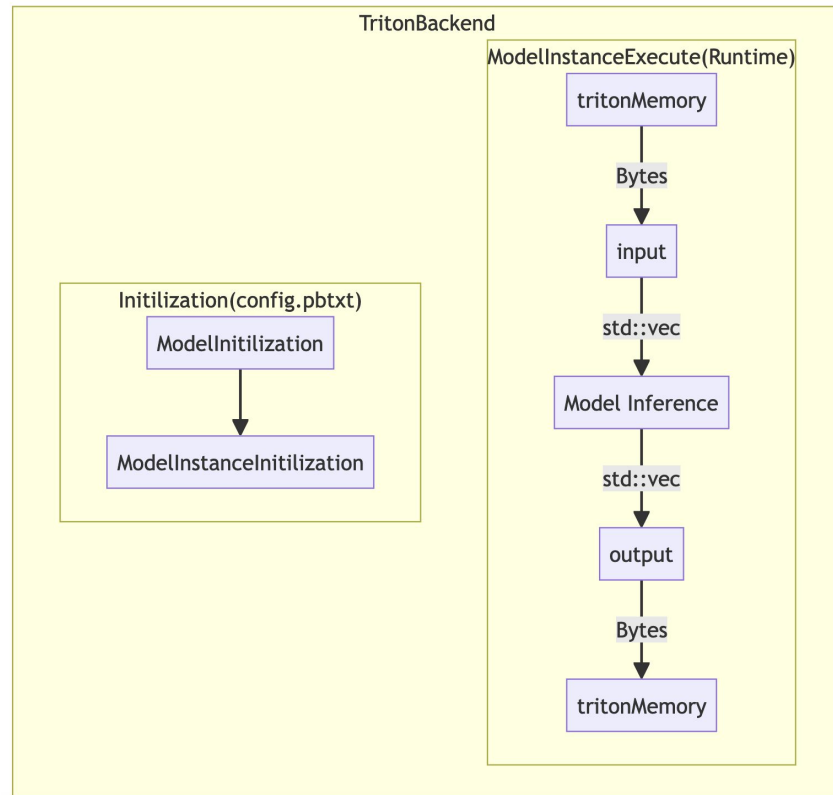 TritonBackend
Initilization(config.pbtxt)
ModelInitilization
ModelInstanceInitilization
ModelInstanceExecute(Runtime)
tritonMemory
Bytes
input
std::vec
Model Inference
std::vec
output
Bytes
tritonMemory